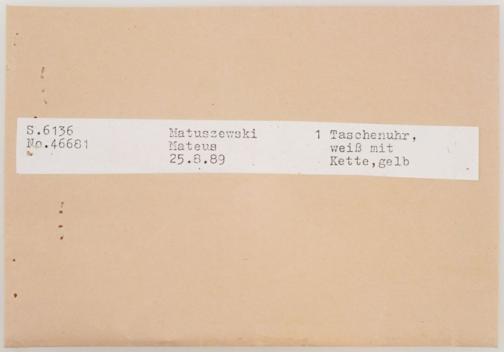 S.6136
No.46681
Matuszewski
Mateus
25.8.89
1 Taschenuhr,
weiß mit
Kette,gelb